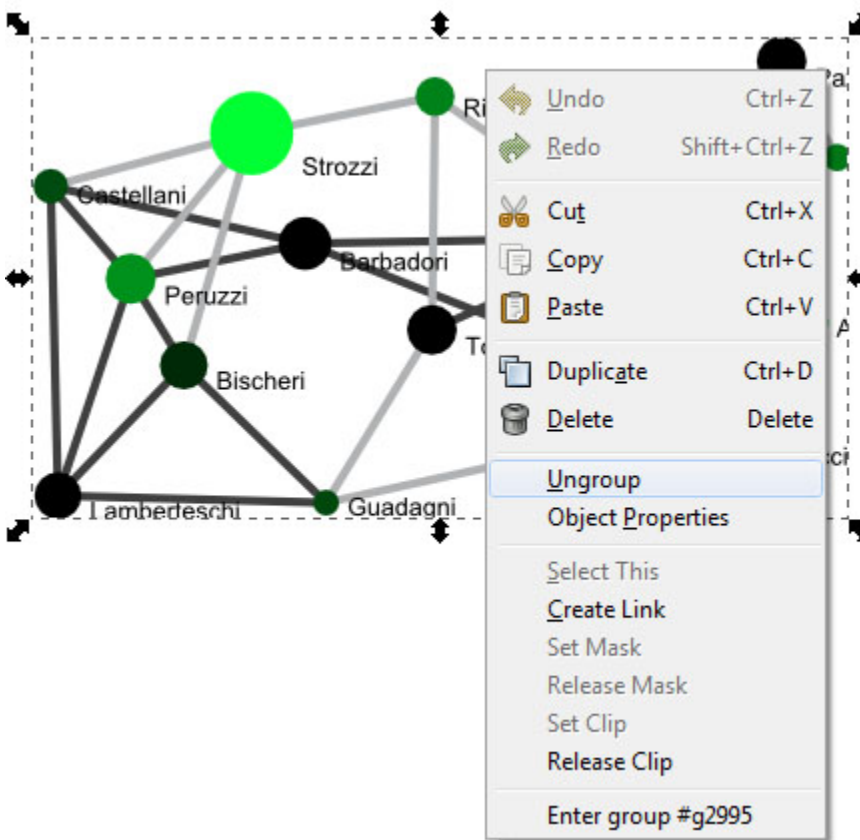 Strozzi
Castellani
Barbadori
Peruzzi
Bischeri
Lamberteschi
Guadagni
Undo Ctrl+Z
Redo Shift+Ctrl+Z
Cut Ctrl+X
Copy Ctrl+C
Paste Ctrl+V
Duplicate Ctrl+D
Delete Delete
Ungroup
Object Properties
Select This
Create Link
Set Mask
Release Mask
Set Clip
Release Clip
Enter group #g2995